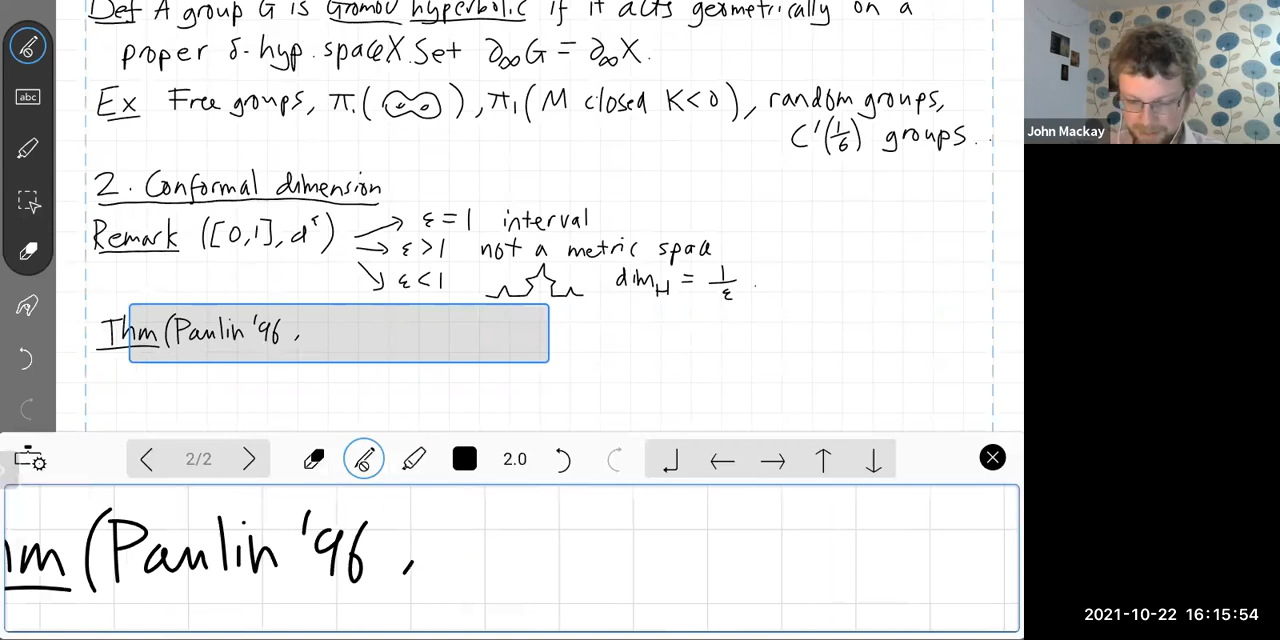 Def A group G is Gromov hyperbolic if it acts geometrically on a
proper δ-hyp. space X. Set ∂∞G = ∂∞X.
Ex Free groups, π₁( ), π₁(M closed K<0), random groups,
C'(1/6) groups...
2. Conformal dimension
Remark ([0,1], d^ε) → ε=1 interval
→ ε>1 not a metric space
↘ ε<1 dim_H = 1/ε.
Thm (Paulin '96,
abc
2/2
2.0
hm (Paulin '96,
John Mackay
2021-10-22 16:15:54